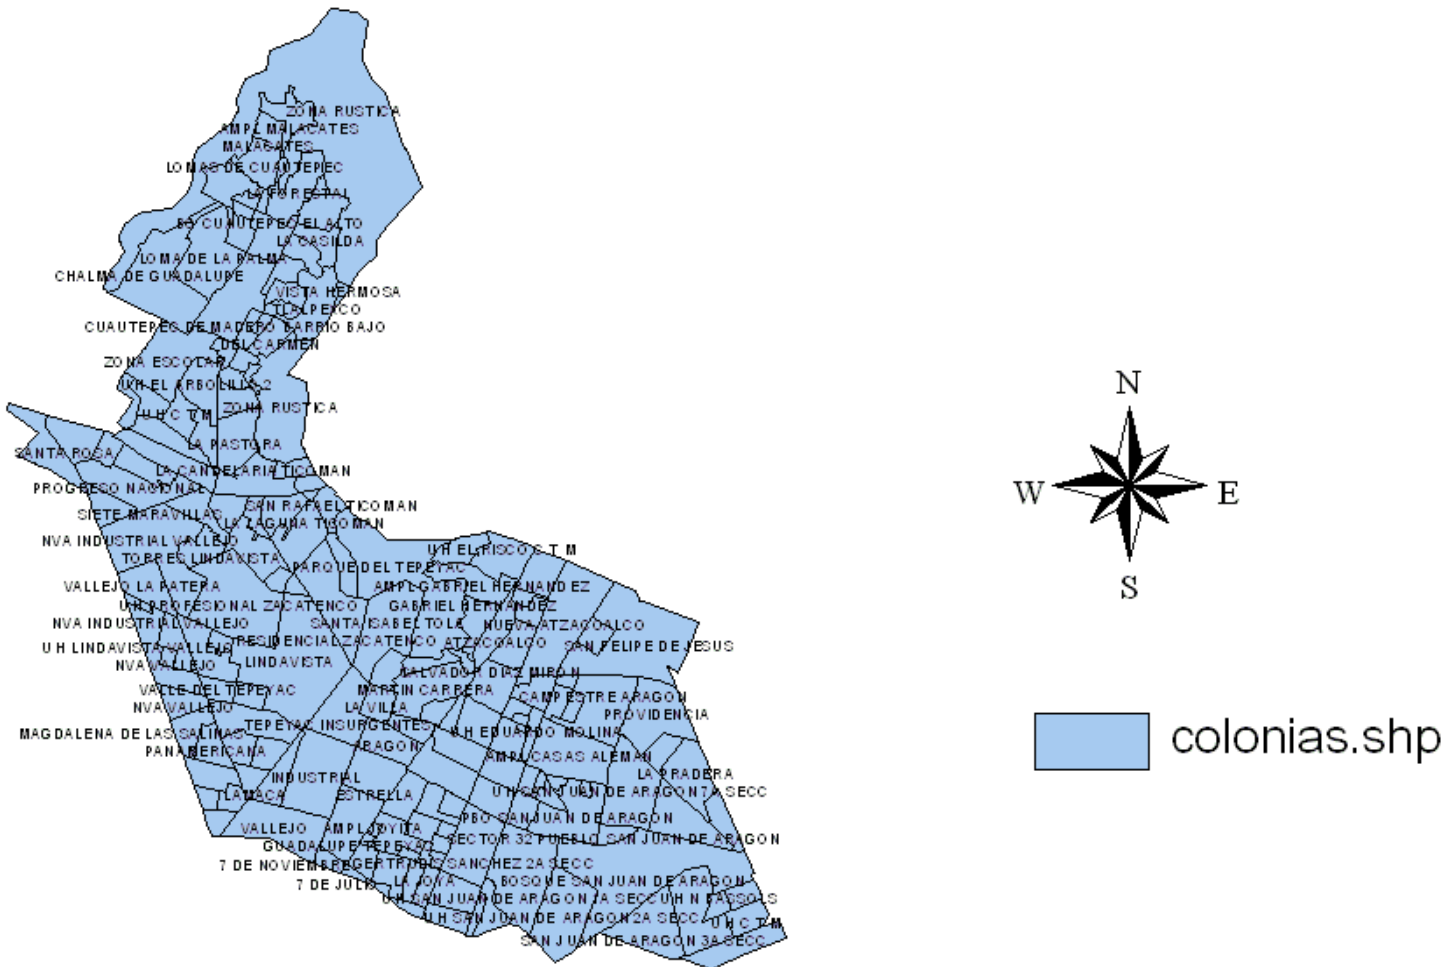 ZONA RUSTICA
AMPL MALACATES
MALACATES
LOMAS DE CUAUTEPEC
LA FORESTAL
CUAUTEPEC EL ALTO
LA CASILDA
LOMA DE LA PALMA
CHALMA DE GUADALUPE
VISTA HERMOSA
TLALPEXCO
CUAUTEPEC DE MADERO BARRIO BAJO
DEL CARMEN
ZONA ESCOLAR
U H EL ARBOLILLO 2
ZONA RUSTICA
U H C T M
LA PASTORA
SANTA ROSA
LA CANDELARIA TICOMAN
PROGRESO NACIONAL
SAN RAFAEL TICOMAN
SIETE MARAVILLAS
LA LAGUNA TICOMAN
NVA INDUSTRIAL VALLEJO
U H EL RISCO C T M
TORRES LINDAVISTA
PARQUE DEL TEPEYAC
VALLEJO LA PATERA
AMPL GABRIEL HERNANDEZ
U H PROFESIONAL ZACATENCO
GABRIEL HERNANDEZ
NVA INDUSTRIAL VALLEJO
SANTA ISABEL TOLA
NUEVA ATZACOALCO
U H LINDAVISTA VALLEJO
RESIDENCIAL ZACATENCO
ATZACOALCO
SAN FELIPE DE JESUS
NVA VALLEJO
LINDAVISTA
SALVADOR DIAZ MIRON
VALLE DEL TEPEYAC
MARTIN CARRERA
CAMPESTRE ARAGON
NVA VALLEJO
LA VILLA
PROVIDENCIA
MAGDALENA DE LAS SALINAS
TEPEYAC INSURGENTES
U H EDUARDO MOLINA
PANAMERICANA
ARAGON
AMPL CASAS ALEMAN
INDUSTRIAL
LA PRADERA
TLAMACA
ESTRELLA
U H SAN JUAN DE ARAGON 7A SECC
PBO SAN JUAN DE ARAGON
VALLEJO
AMPL JOYITA
SECTOR 32 PUEBLO SAN JUAN DE ARAGON
GUADALUPE TEPEYAC
7 DE NOVIEMBRE
GERTRUDIS SANCHEZ 2A SECC
7 DE JULIO
LA JOYA
BOSQUE SAN JUAN DE ARAGON
U H SAN JUAN DE ARAGON 1A SECC
U H N BASSOLS
U H SAN JUAN DE ARAGON 2A SECC
U H C T M
SAN JUAN DE ARAGON 3A SECC
N
W
E
S
colonias.shp